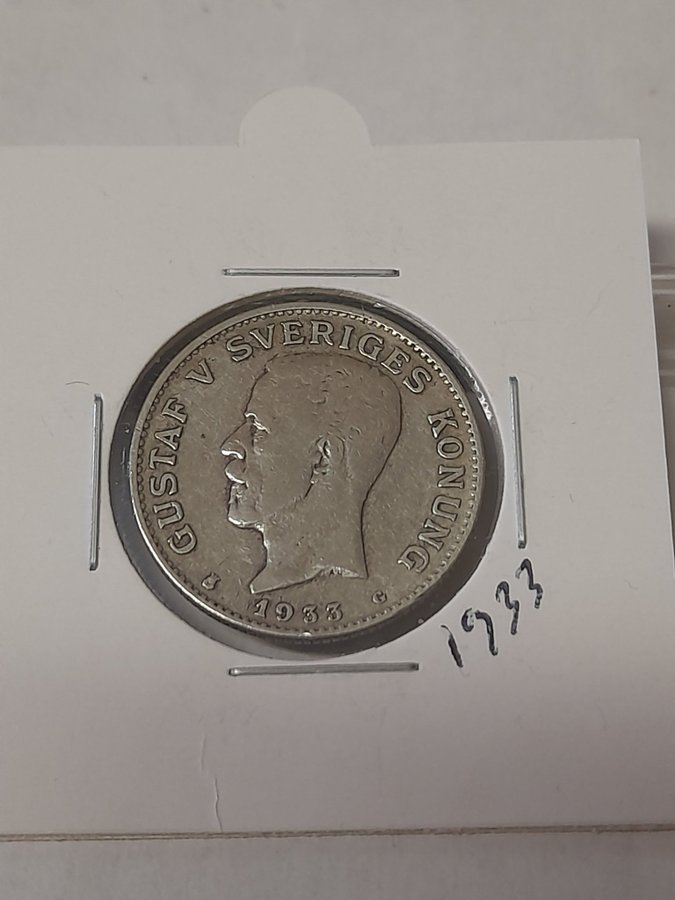 GUSTAF V SVERIGES KONUNG
1933 G
1933